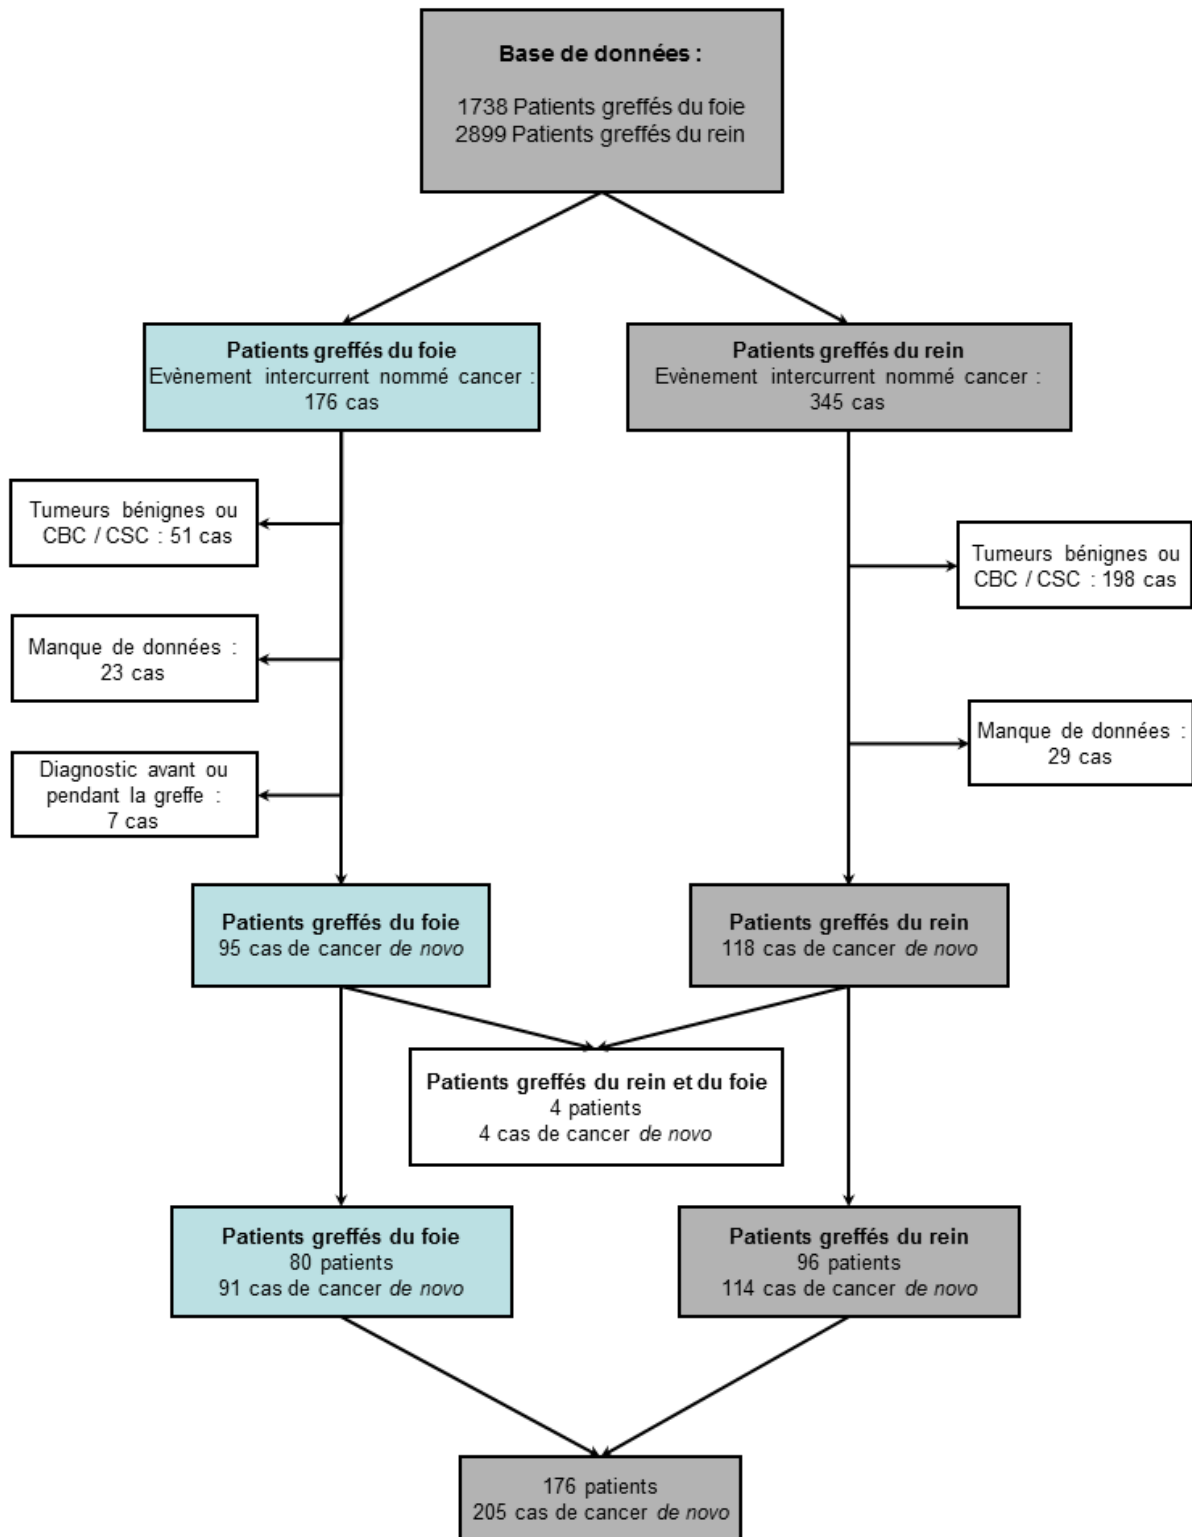 Base de données :
1738 Patients greffés du foie
2899 Patients greffés du rein
Patients greffés du foie
Evènement intercurrent nommé cancer :
176 cas
Patients greffés du rein
Evènement intercurrent nommé cancer :
345 cas
Tumeurs bénignes ou
CBC / CSC : 51 cas
Tumeurs bénignes ou
CBC / CSC : 198 cas
Manque de données :
23 cas
Manque de données :
29 cas
Diagnostic avant ou
pendant la greffe :
7 cas
Patients greffés du foie
95 cas de cancer de novo
Patients greffés du rein
118 cas de cancer de novo
Patients greffés du rein et du foie
4 patients
4 cas de cancer de novo
Patients greffés du foie
80 patients
91 cas de cancer de novo
Patients greffés du rein
96 patients
114 cas de cancer de novo
176 patients
205 cas de cancer de novo